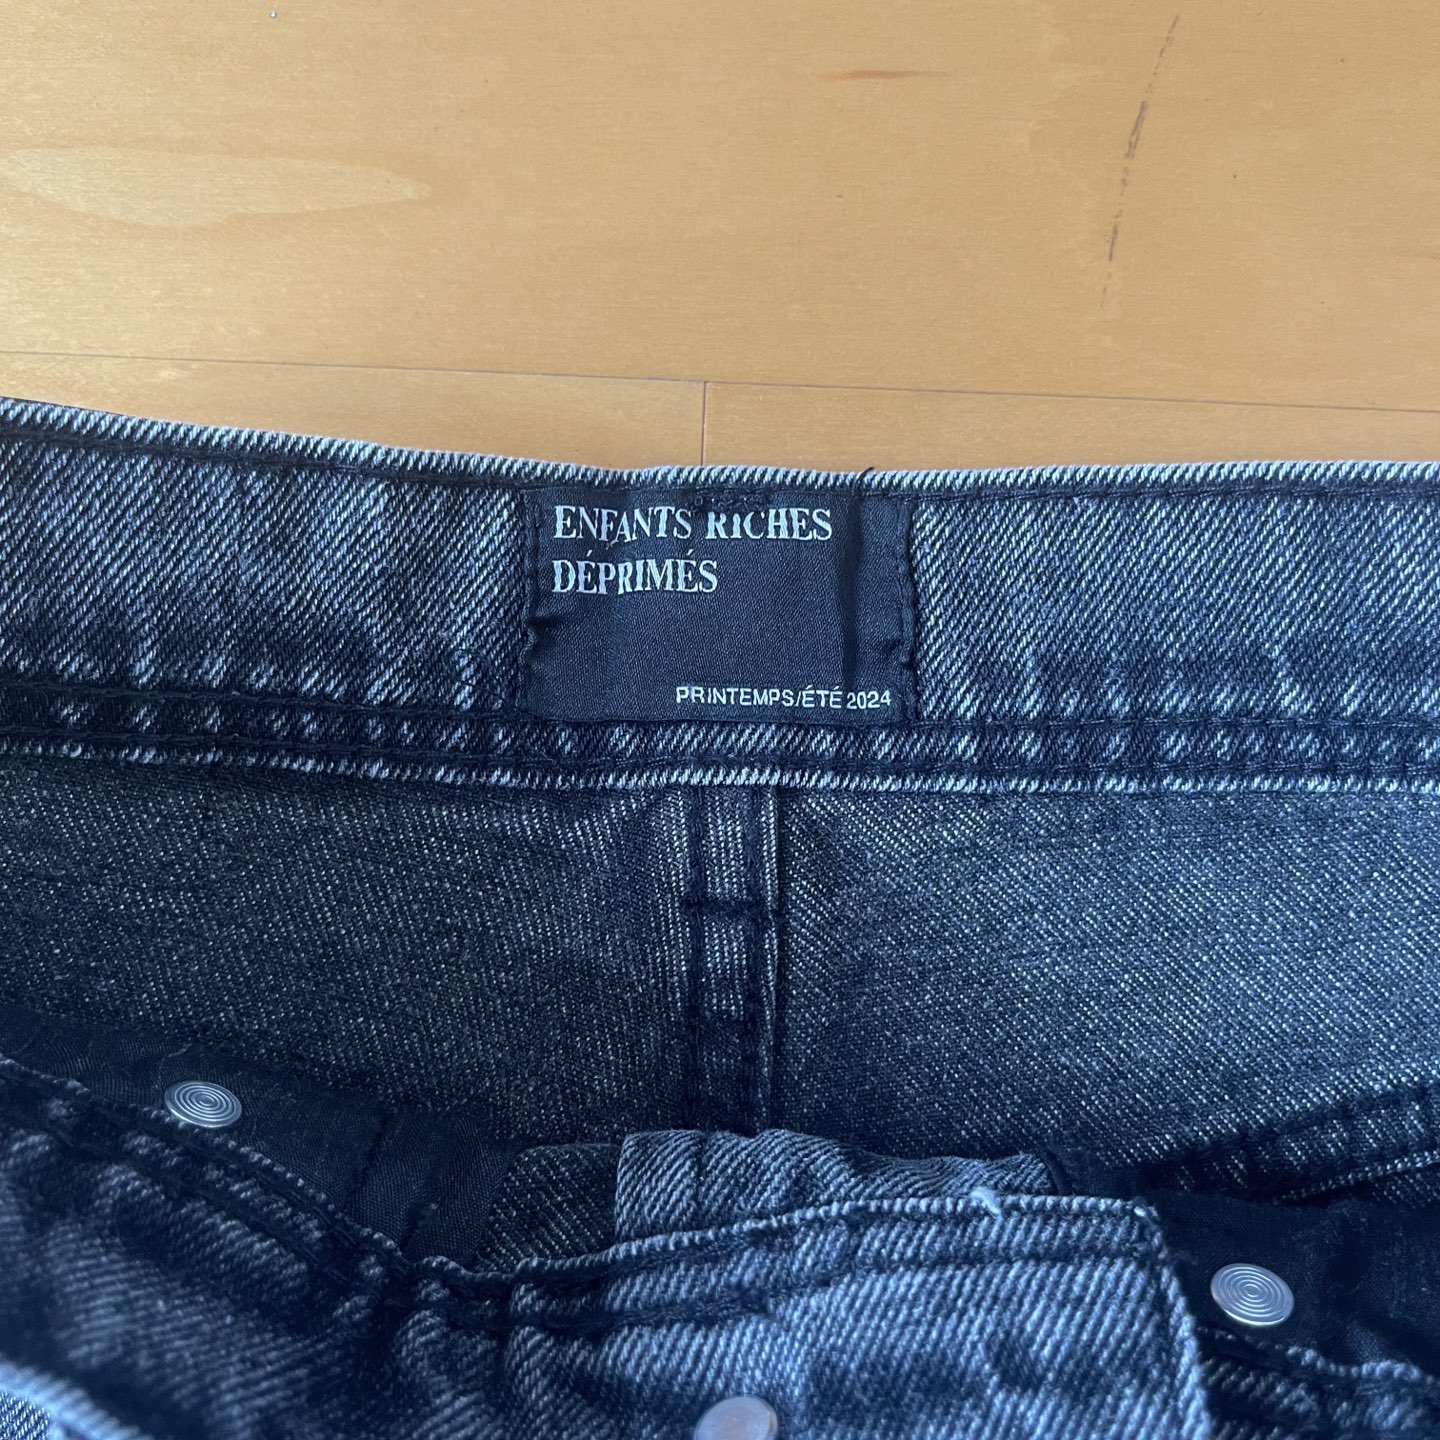 ENFANTS RICHES
DÉPRIMÉS
PRINTEMPS/ÉTÉ 2024